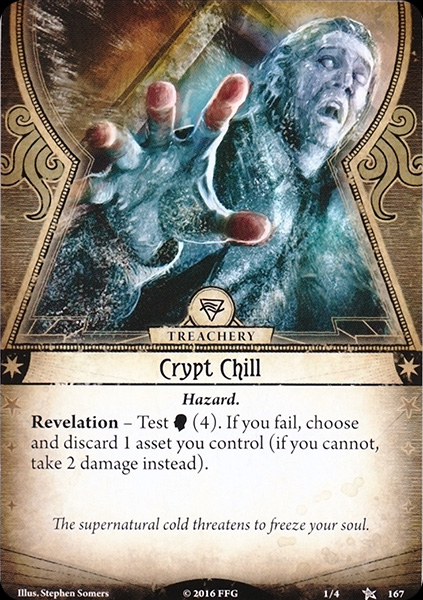 TREACHERY
Crypt Chill
Hazard.
Revelation – Test (4). If you fail, choose
and discard 1 asset you control (if you cannot,
take 2 damage instead).
The supernatural cold threatens to freeze your soul.
Illus. Stephen Somers © 2016 FFG 1/4 167